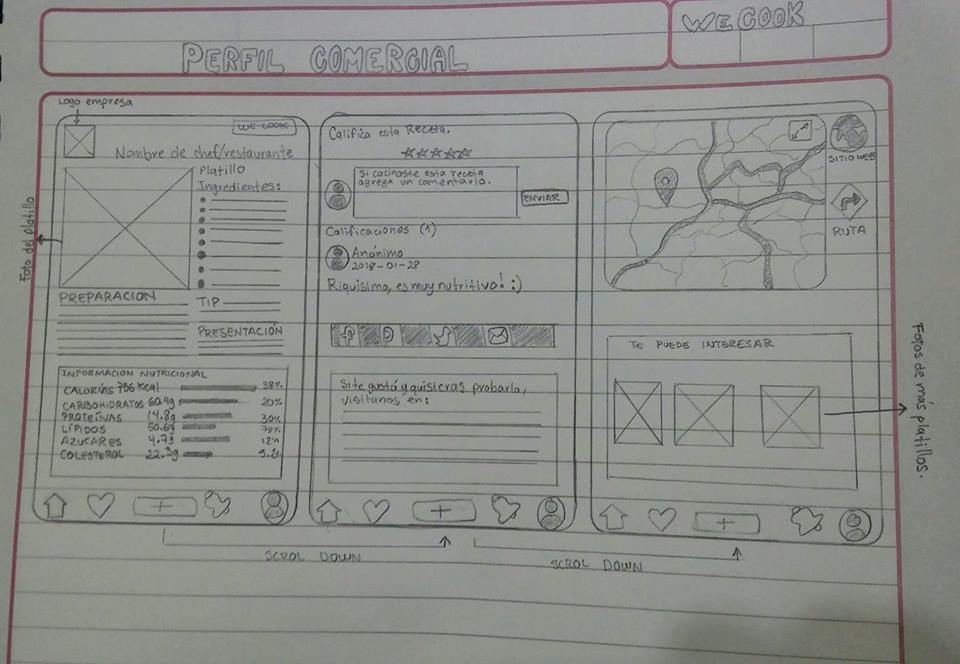 WE COOK
PERFIL COMERCIAL
Logo empresa
WE COOK
Nombre de chef/restaurante
Platillo
Ingredientes:
Foto del platillo
PREPARACION
TIP
PRESENTACIÓN
INFORMACION NUTRICIONAL
CALORÍAS 756 Kcal 38%
CARBOHIDRATOS 60.4g 20%
PROTEÍNAS 14.8g 30%
LÍPIDOS 50.6g 78%
AZUCARES 4.7g 12%
COLESTEROL 22.3g
Califica esta Receta.
Si cocinaste esta receta
agrega un comentario.
ENVIAR
Calificaciones (1)
Anónimo
2018-01-28
Riquisimo, es muy nutritivo! :)
Si te gustó y quisieras probarlo,
visitanos en:
SITIO WEB
RUTA
TE PUEDE INTERESAR
Fotos de más platillos.
SCROL DOWN
SCROL DOWN